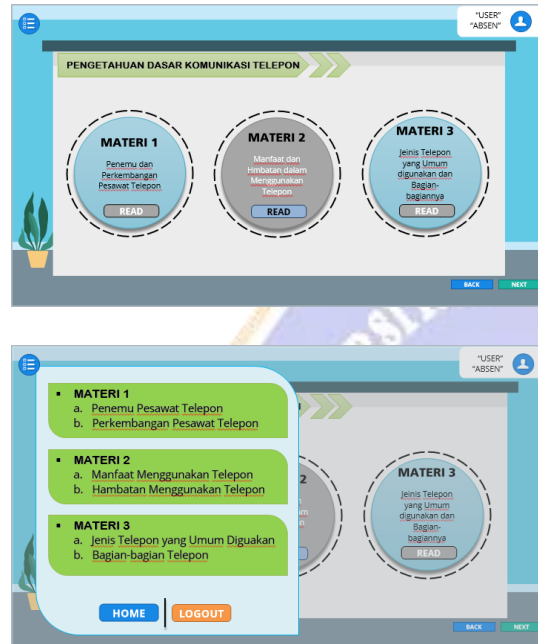 "USER"
"ABSEN"
PENGETAHUAN DASAR KOMUNIKASI TELEPON
MATERI 1
Penemu dan
Perkembangan
Pesawat Telepon
READ
MATERI 2
Manfaat dan
Hmbatan dalam
Menggunakan
Telepon
READ
MATERI 3
Jeinis Telepon
yang Umum
digunakan dan
Bagian-
bagiannya
READ
BACK NEXT
"USER"
"ABSEN"
MATERI 1
a. Penemu Pesawat Telepon
b. Perkembangan Pesawat Telepon
MATERI 2
a. Manfaat Menggunakan Telepon
b. Hambatan Menggunakan Telepon
MATERI 3
a. Jenis Telepon yang Umum Diguakan
b. Bagian-bagian Telepon
HOME LOGOUT
2
MATERI 3
Jeinis Telepon
yang Umum
digunakan dan
Bagian-
bagiannya
READ
BACK NEXT